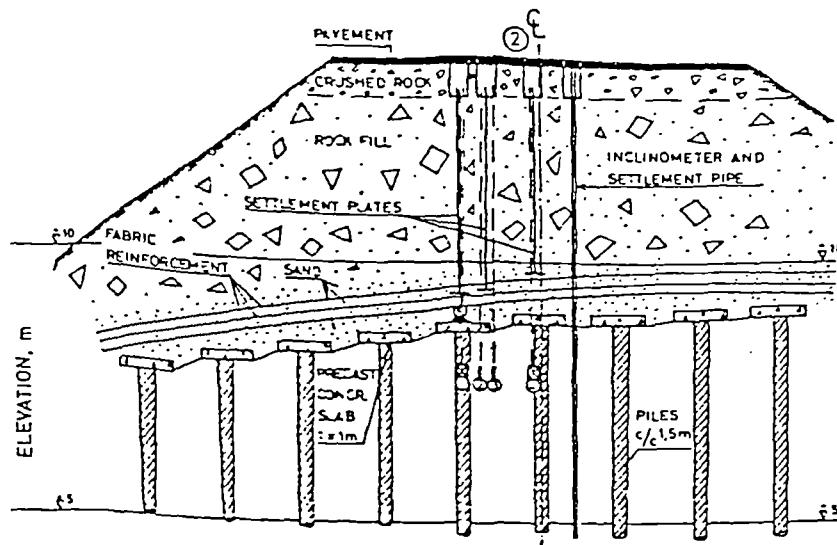 PAVEMENT
2
CL
CRUSHED ROCK
ROCK FILL
INCLINOMETER AND
SETTLEMENT PIPE
SETTLEMENT PLATES
10
FABRIC
REINFORCEMENT
SAND
ELEVATION, m
PRECAST
CONCR.
SLAB
PILES
c/c 1,5m
5
5